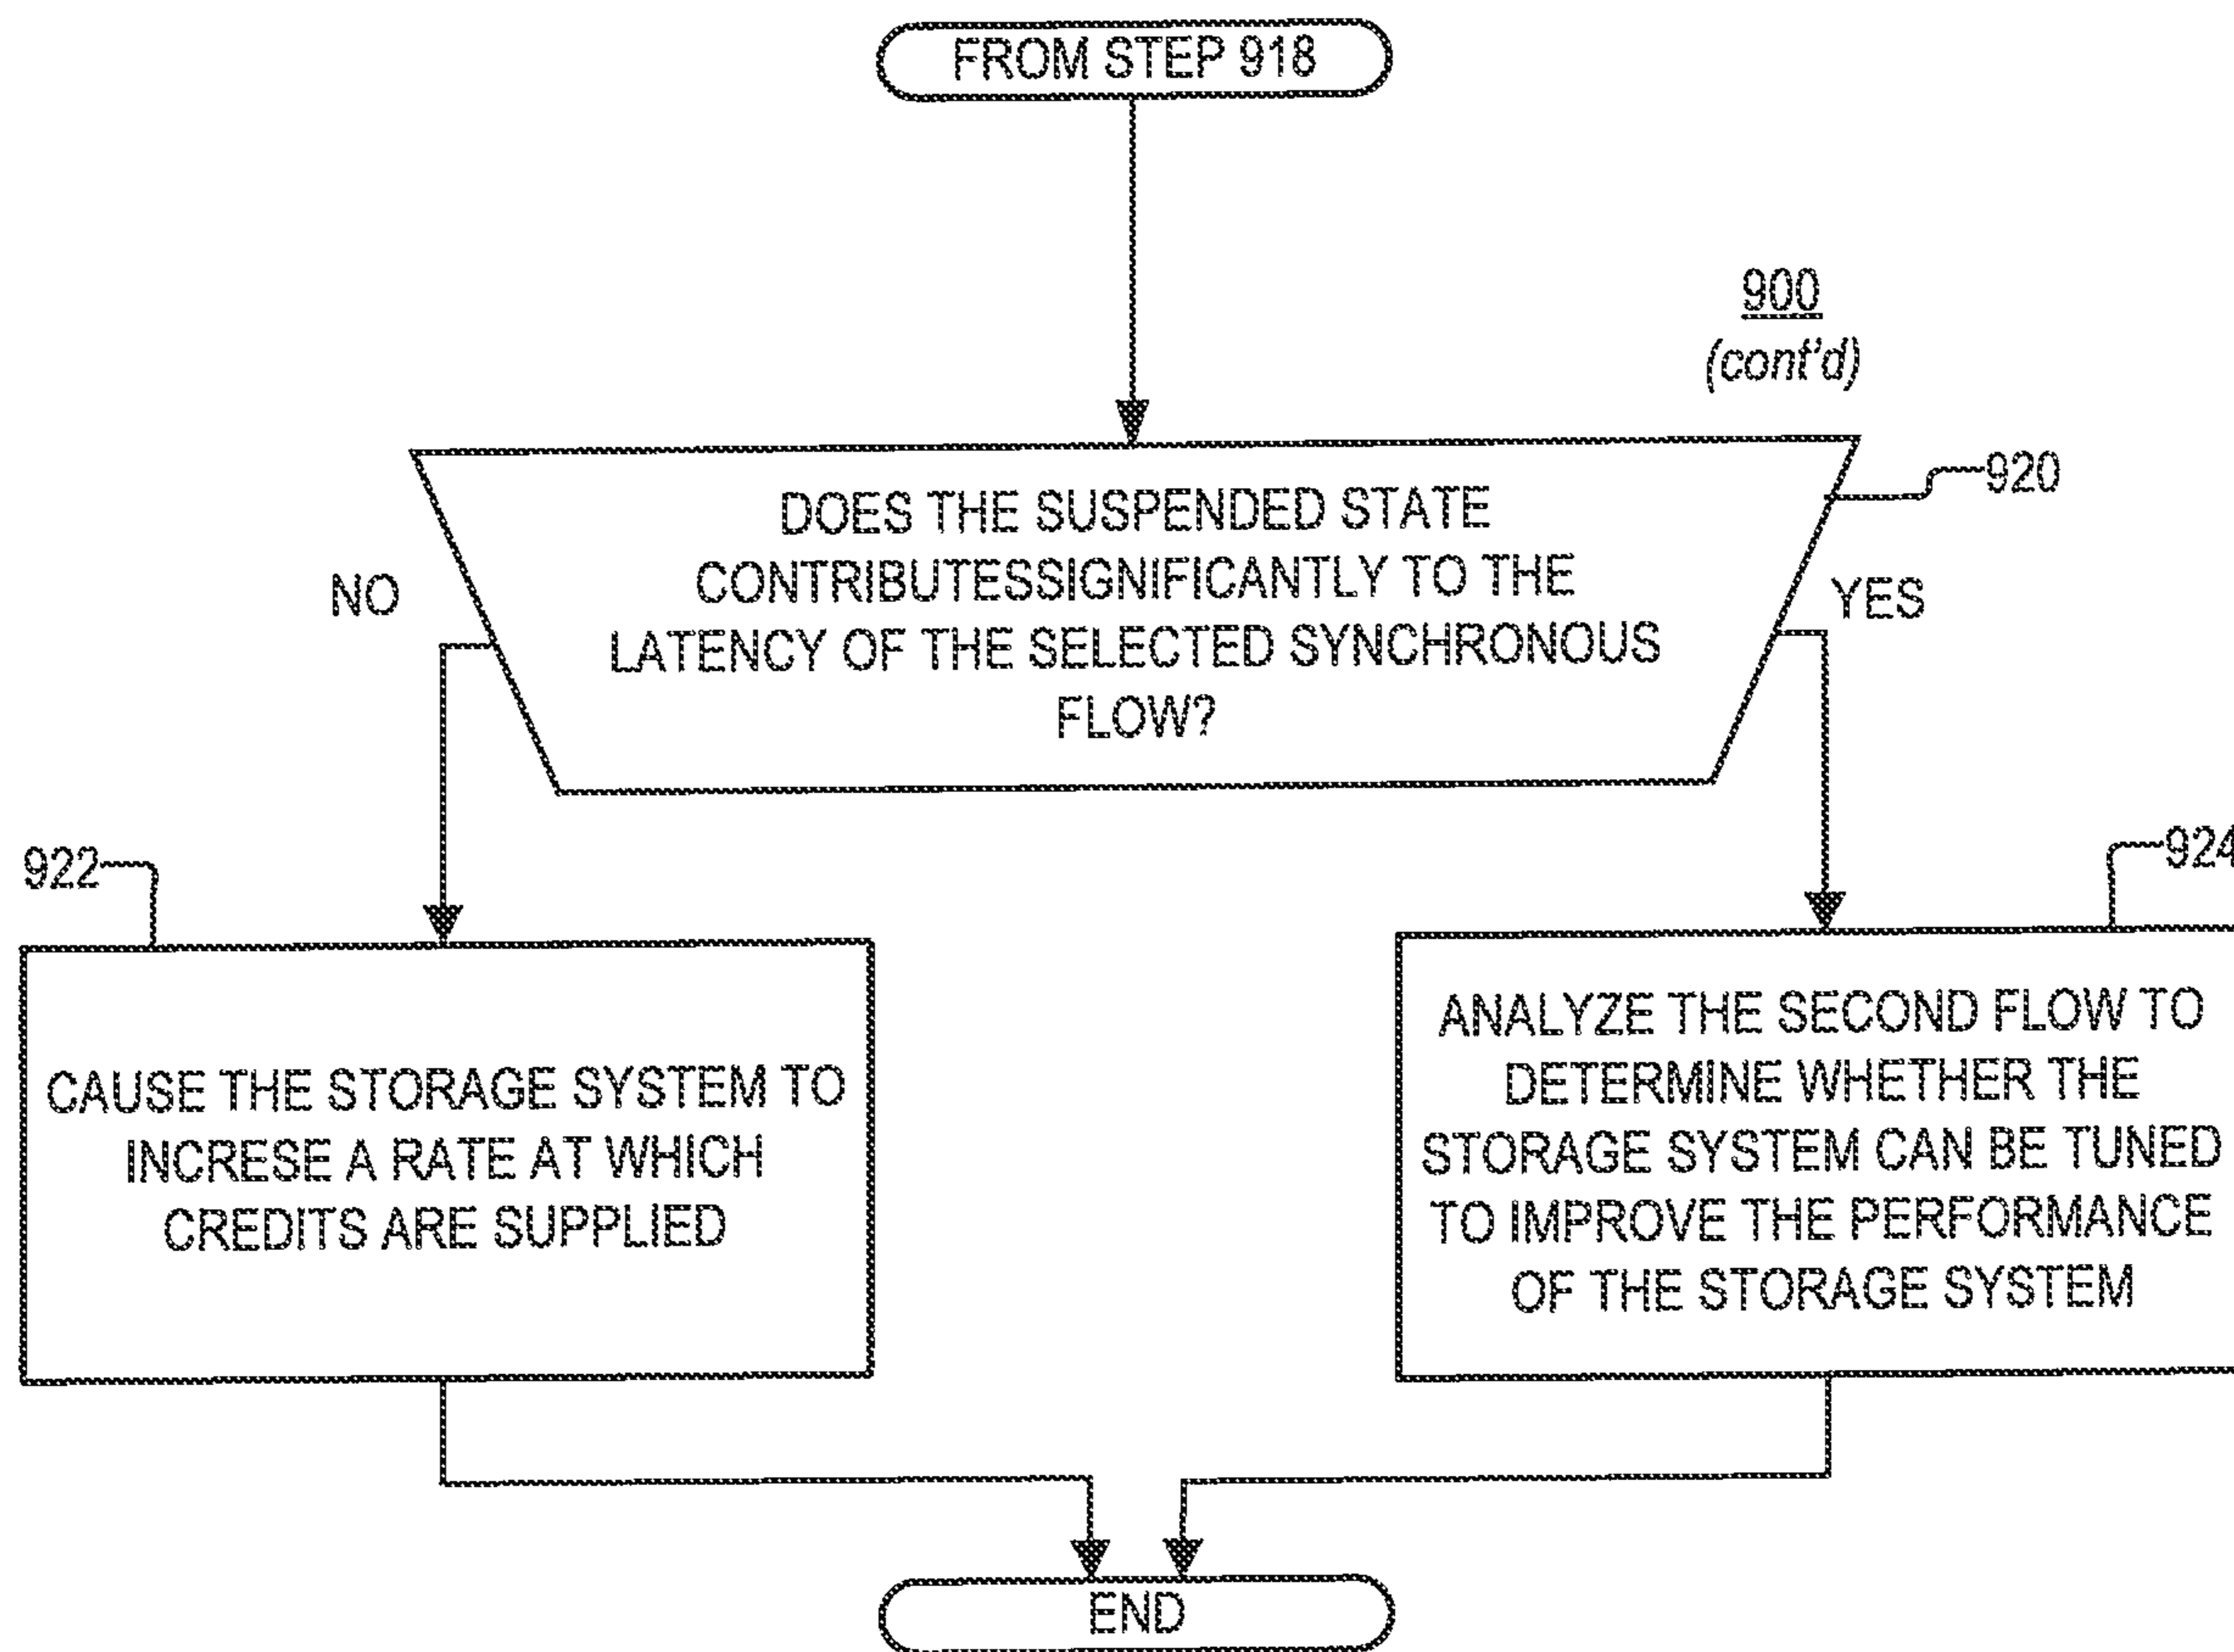 FROM STEP 918
900
(cont'd)
920
DOES THE SUSPENDED STATE
CONTRIBUTESSIGNIFICANTLY TO THE
LATENCY OF THE SELECTED SYNCHRONOUS
FLOW?
NO
YES
922
924
CAUSE THE STORAGE SYSTEM TO
INCRESE A RATE AT WHICH
CREDITS ARE SUPPLIED
ANALYZE THE SECOND FLOW TO
DETERMINE WHETHER THE
STORAGE SYSTEM CAN BE TUNED
TO IMPROVE THE PERFORMANCE
OF THE STORAGE SYSTEM
END